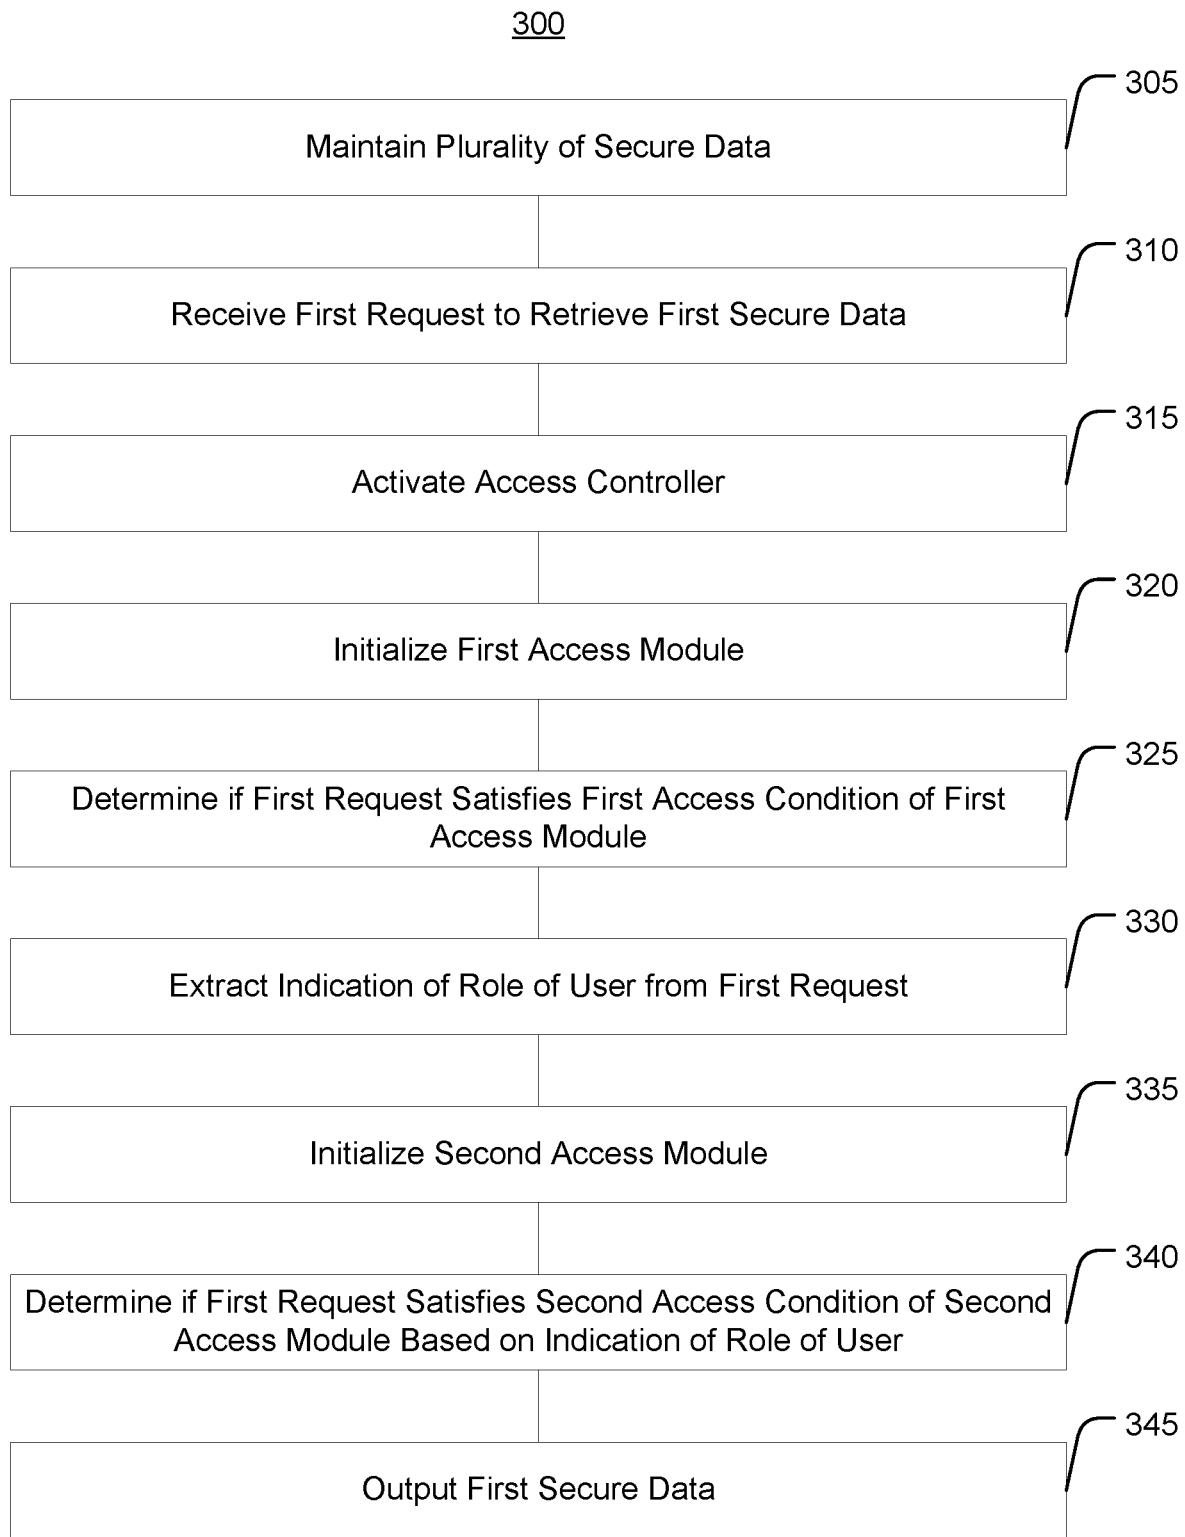 300
305
Maintain Plurality of Secure Data
310
Receive First Request to Retrieve First Secure Data
315
Activate Access Controller
320
Initialize First Access Module
325
Determine if First Request Satisfies First Access Condition of First
Access Module
330
Extract Indication of Role of User from First Request
335
Initialize Second Access Module
340
Determine if First Request Satisfies Second Access Condition of Second
Access Module Based on Indication of Role of User
345
Output First Secure Data